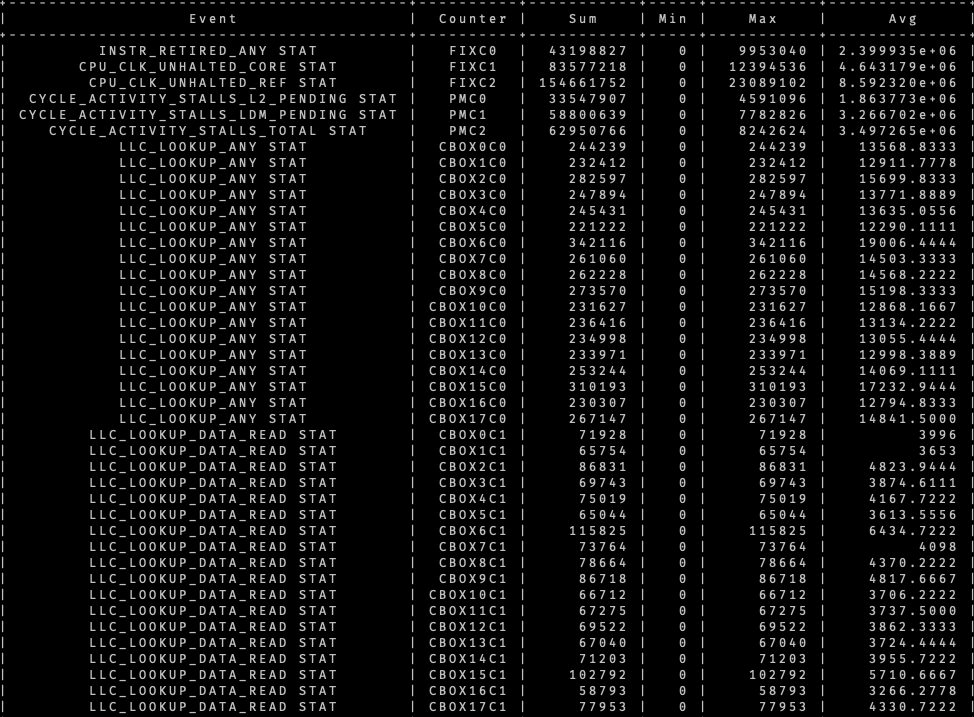 | Event | Counter | Sum | Min | Max | Avg |
| INSTR_RETIRED_ANY STAT | FIXC0 | 43198827 | 0 | 9953040 | 2.399935e+06 |
| CPU_CLK_UNHALTED_CORE STAT | FIXC1 | 83577218 | 0 | 12394536 | 4.643179e+06 |
| CPU_CLK_UNHALTED_REF STAT | FIXC2 | 154661752 | 0 | 23089102 | 8.592320e+06 |
| CYCLE_ACTIVITY_STALLS_L2_PENDING STAT | PMC0 | 33547907 | 0 | 4591096 | 1.863773e+06 |
| CYCLE_ACTIVITY_STALLS_LDM_PENDING STAT | PMC1 | 58800639 | 0 | 7782826 | 3.266702e+06 |
| CYCLE_ACTIVITY_STALLS_TOTAL STAT | PMC2 | 62950766 | 0 | 8242624 | 3.497265e+06 |
| LLC_LOOKUP_ANY STAT | CBOX0C0 | 244239 | 0 | 244239 | 13568.8333 |
| LLC_LOOKUP_ANY STAT | CBOX1C0 | 232412 | 0 | 232412 | 12911.7778 |
| LLC_LOOKUP_ANY STAT | CBOX2C0 | 282597 | 0 | 282597 | 15699.8333 |
| LLC_LOOKUP_ANY STAT | CBOX3C0 | 247894 | 0 | 247894 | 13771.8889 |
| LLC_LOOKUP_ANY STAT | CBOX4C0 | 245431 | 0 | 245431 | 13635.0556 |
| LLC_LOOKUP_ANY STAT | CBOX5C0 | 221222 | 0 | 221222 | 12290.1111 |
| LLC_LOOKUP_ANY STAT | CBOX6C0 | 342116 | 0 | 342116 | 19006.4444 |
| LLC_LOOKUP_ANY STAT | CBOX7C0 | 261060 | 0 | 261060 | 14503.3333 |
| LLC_LOOKUP_ANY STAT | CBOX8C0 | 262228 | 0 | 262228 | 14568.2222 |
| LLC_LOOKUP_ANY STAT | CBOX9C0 | 273570 | 0 | 273570 | 15198.3333 |
| LLC_LOOKUP_ANY STAT | CBOX10C0 | 231627 | 0 | 231627 | 12868.1667 |
| LLC_LOOKUP_ANY STAT | CBOX11C0 | 236416 | 0 | 236416 | 13134.2222 |
| LLC_LOOKUP_ANY STAT | CBOX12C0 | 234998 | 0 | 234998 | 13055.4444 |
| LLC_LOOKUP_ANY STAT | CBOX13C0 | 233971 | 0 | 233971 | 12998.3889 |
| LLC_LOOKUP_ANY STAT | CBOX14C0 | 253244 | 0 | 253244 | 14069.1111 |
| LLC_LOOKUP_ANY STAT | CBOX15C0 | 310193 | 0 | 310193 | 17232.9444 |
| LLC_LOOKUP_ANY STAT | CBOX16C0 | 230307 | 0 | 230307 | 12794.8333 |
| LLC_LOOKUP_ANY STAT | CBOX17C0 | 267147 | 0 | 267147 | 14841.5000 |
| LLC_LOOKUP_DATA_READ STAT | CBOX0C1 | 71928 | 0 | 71928 | 3996 |
| LLC_LOOKUP_DATA_READ STAT | CBOX1C1 | 65754 | 0 | 65754 | 3653 |
| LLC_LOOKUP_DATA_READ STAT | CBOX2C1 | 86831 | 0 | 86831 | 4823.9444 |
| LLC_LOOKUP_DATA_READ STAT | CBOX3C1 | 69743 | 0 | 69743 | 3874.6111 |
| LLC_LOOKUP_DATA_READ STAT | CBOX4C1 | 75019 | 0 | 75019 | 4167.7222 |
| LLC_LOOKUP_DATA_READ STAT | CBOX5C1 | 65044 | 0 | 65044 | 3613.5556 |
| LLC_LOOKUP_DATA_READ STAT | CBOX6C1 | 115825 | 0 | 115825 | 6434.7222 |
| LLC_LOOKUP_DATA_READ STAT | CBOX7C1 | 73764 | 0 | 73764 | 4098 |
| LLC_LOOKUP_DATA_READ STAT | CBOX8C1 | 78664 | 0 | 78664 | 4370.2222 |
| LLC_LOOKUP_DATA_READ STAT | CBOX9C1 | 86718 | 0 | 86718 | 4817.6667 |
| LLC_LOOKUP_DATA_READ STAT | CBOX10C1 | 66712 | 0 | 66712 | 3706.2222 |
| LLC_LOOKUP_DATA_READ STAT | CBOX11C1 | 67275 | 0 | 67275 | 3737.5000 |
| LLC_LOOKUP_DATA_READ STAT | CBOX12C1 | 69522 | 0 | 69522 | 3862.3333 |
| LLC_LOOKUP_DATA_READ STAT | CBOX13C1 | 67040 | 0 | 67040 | 3724.4444 |
| LLC_LOOKUP_DATA_READ STAT | CBOX14C1 | 71203 | 0 | 71203 | 3955.7222 |
| LLC_LOOKUP_DATA_READ STAT | CBOX15C1 | 102792 | 0 | 102792 | 5710.6667 |
| LLC_LOOKUP_DATA_READ STAT | CBOX16C1 | 58793 | 0 | 58793 | 3266.2778 |
| LLC_LOOKUP_DATA_READ STAT | CBOX17C1 | 77953 | 0 | 77953 | 4330.7222 |